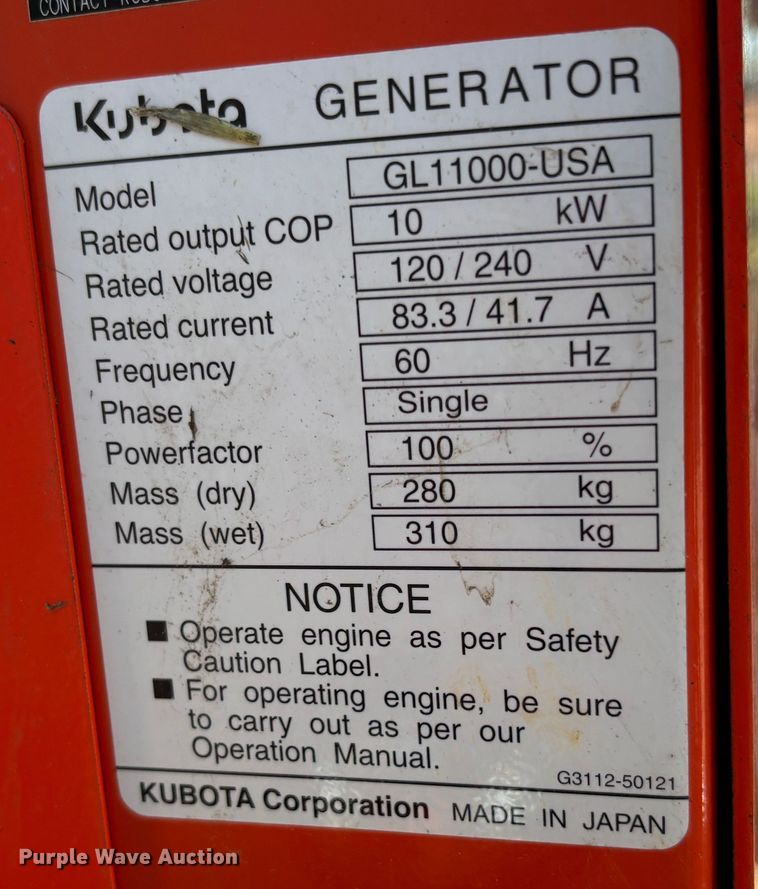 Kubota GENERATOR
Model GL11000-USA
Rated output COP 10 kW
Rated voltage 120 / 240 V
Rated current 83.3 / 41.7 A
Frequency 60 Hz
Phase Single
Powerfactor 100 %
Mass (dry) 280 kg
Mass (wet) 310 kg
NOTICE
■ Operate engine as per Safety
Caution Label.
■ For operating engine, be sure
to carry out as per our
Operation Manual.
G3112-50121
KUBOTA Corporation MADE IN JAPAN
Purple Wave Auction